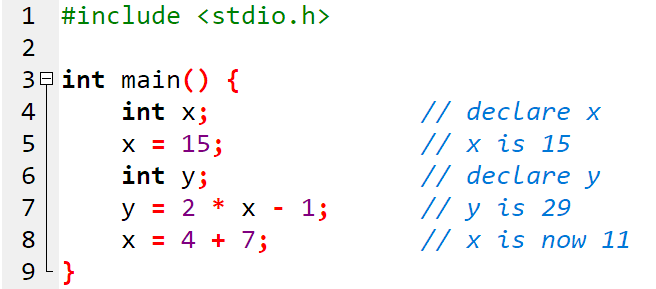 1 #include <stdio.h>
2
3 int main() {
4     int x;              // declare x
5     x = 15;             // x is 15
6     int y;              // declare y
7     y = 2 * x - 1;      // y is 29
8     x = 4 + 7;          // x is now 11
9 }